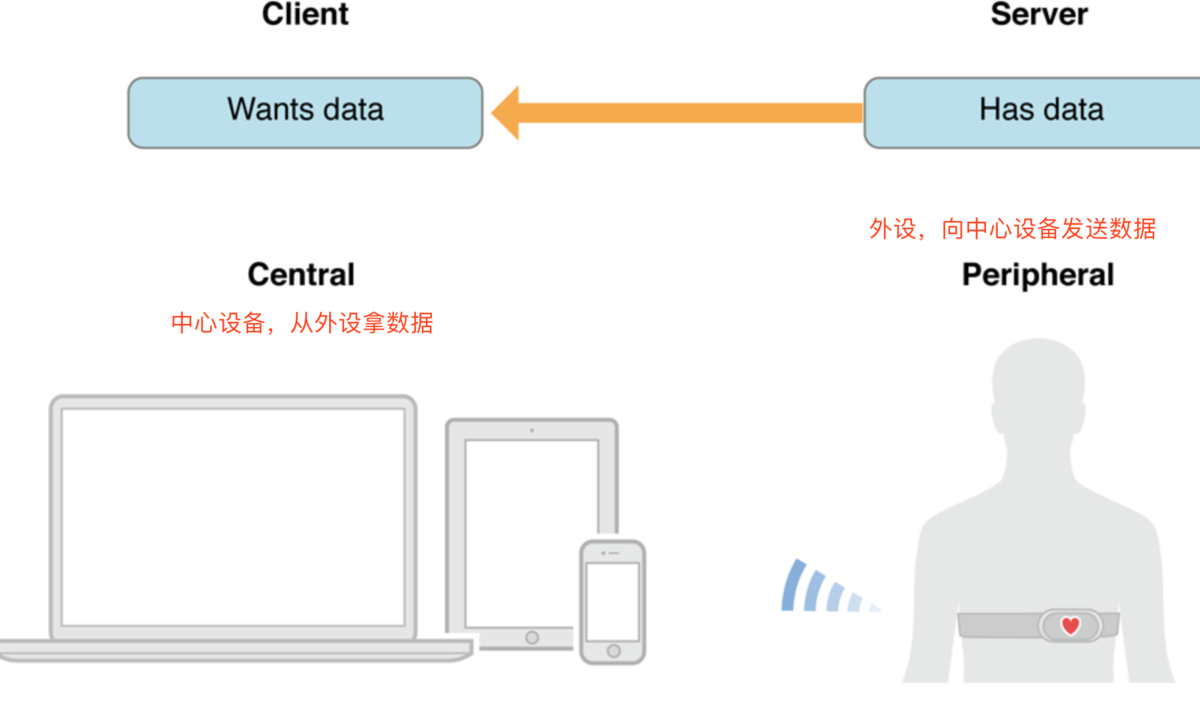 Client
Server
Wants data
Has data
外设，向中心设备发送数据
Central
Peripheral
中心设备，从外设拿数据